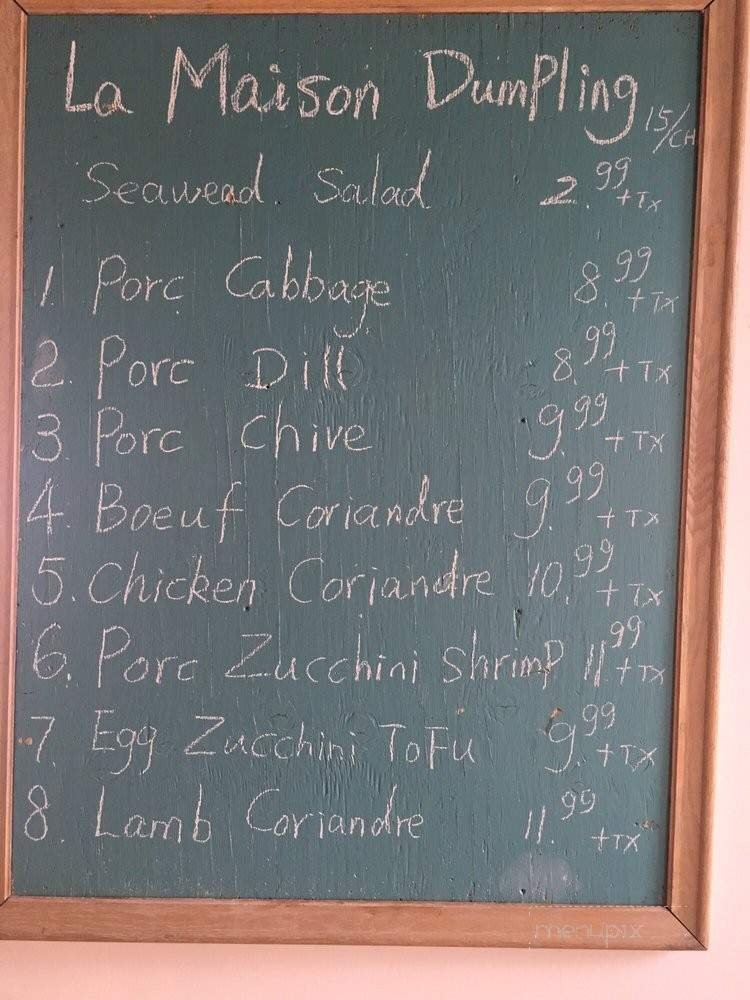 La Maison Dumpling 15/CH
Seawead Salad 2.99 +Tx
1. Porc Cabbage 8.99 +Tx
2. Porc Dill 8.99 +Tx
3. Porc Chive 9.99 +Tx
4. Boeuf Coriandre 9.99 +Tx
5. Chicken Coriandre 10.99 +Tx
6. Porc Zucchini Shrimp 11.99 +Tx
7. Egg Zucchini ToFu 9.99 +Tx
8. Lamb Coriandre 11.99 +Tx
menupix